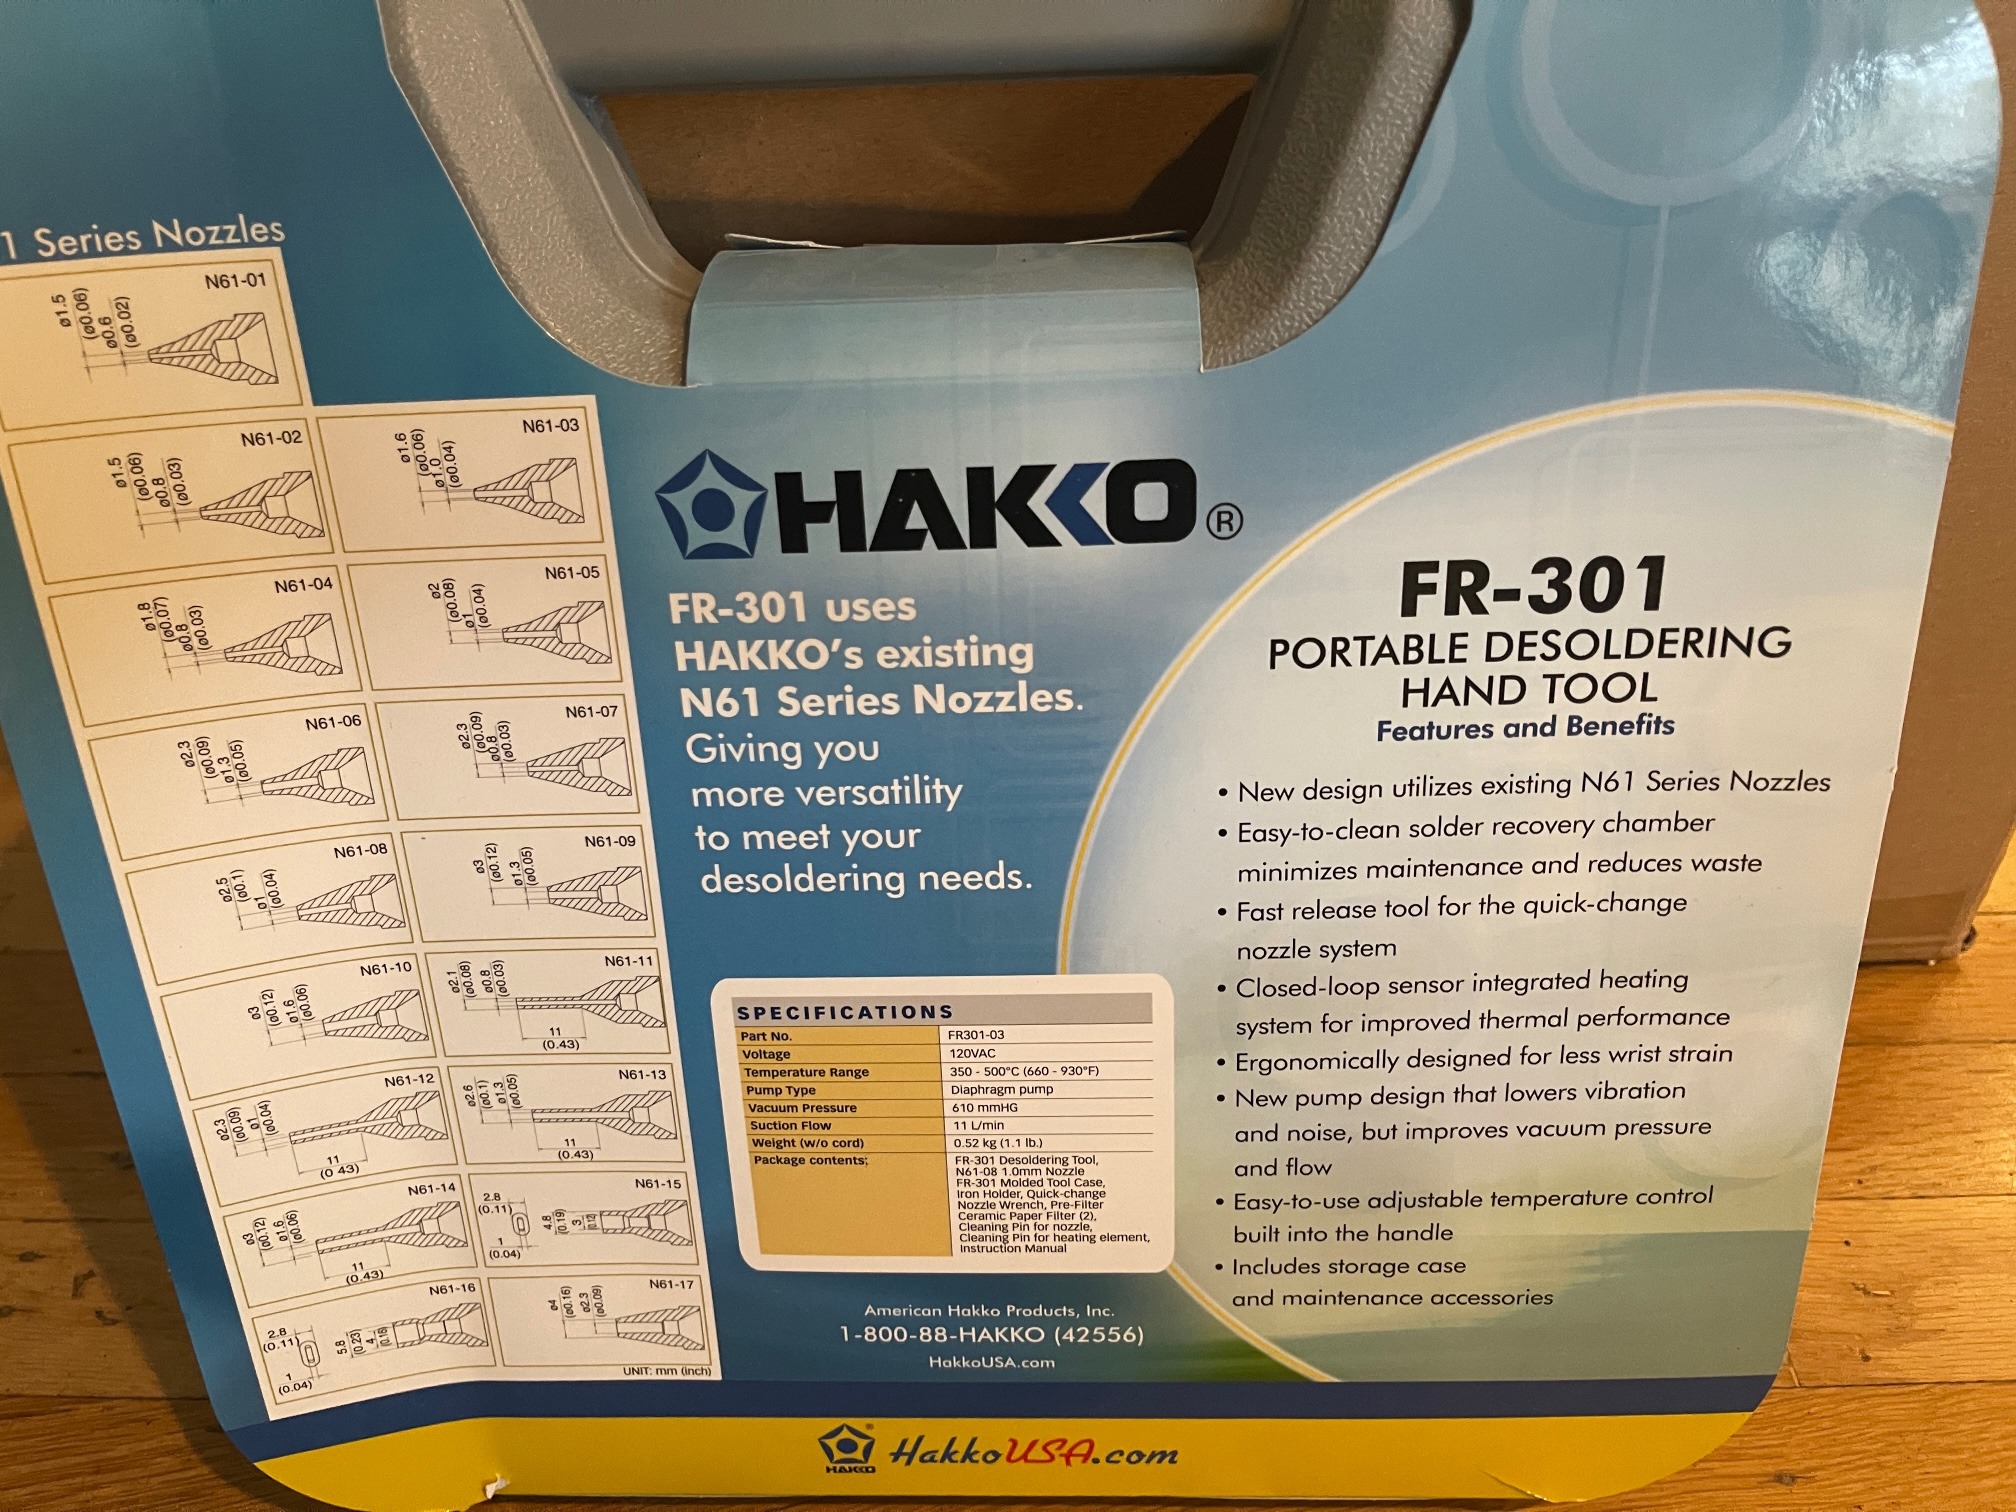 1 Series Nozzles
N61-01
ø1.5
(ø0.06)
ø0.6
(ø0.02)
N61-02
ø1.5
(ø0.06)
ø0.8
(ø0.03)
N61-03
ø1.6
(ø0.06)
ø1.0
(ø0.04)
N61-04
ø1.8
(ø0.07)
ø0.8
(ø0.03)
N61-05
ø2
(ø0.08)
ø1
(ø0.04)
N61-06
ø2.3
(ø0.09)
ø1.3
(ø0.05)
N61-07
ø2.3
(ø0.09)
ø0.8
(ø0.03)
N61-08
ø2.5
(ø0.1)
ø1
(ø0.04)
N61-09
ø3
(ø0.12)
ø1.3
(ø0.05)
N61-10
ø3
(ø0.12)
ø1.6
(ø0.06)
N61-11
ø2.1
(ø0.08)
ø0.8
(ø0.03)
11
(0.43)
N61-12
ø2.3
(ø0.09)
ø1
(ø0.04)
11
(0.43)
N61-13
ø2.6
(ø0.1)
ø1.3
(ø0.05)
11
(0.43)
N61-14
ø3
(ø0.12)
ø1.6
(ø0.06)
11
(0.43)
N61-15
2.8
(0.11)
1
(0.04)
4.8
(0.19)
3
(0.12)
N61-16
2.8
(0.11)
1
(0.04)
5.8
(0.23)
4
(0.16)
N61-17
ø4
(ø0.16)
ø2.3
(ø0.09)
UNIT: mm (inch)
HAKKO®
FR-301 uses
HAKKO's existing
N61 Series Nozzles.
Giving you
more versatility
to meet your
desoldering needs.
SPECIFICATIONS
Part No. FR301-03
Voltage 120VAC
Temperature Range 350 - 500°C (660 - 930°F)
Pump Type Diaphragm pump
Vacuum Pressure 610 mmHG
Suction Flow 11 L/min
Weight (w/o cord) 0.52 kg (1.1 lb.)
Package contents: FR-301 Desoldering Tool,
N61-08 1.0mm Nozzle
FR-301 Molded Tool Case,
Iron Holder, Quick-change
Nozzle Wrench, Pre-Filter
Ceramic Paper Filter (2),
Cleaning Pin for nozzle,
Cleaning Pin for heating element,
Instruction Manual
American Hakko Products, Inc.
1-800-88-HAKKO (42556)
HakkoUSA.com
FR-301
PORTABLE DESOLDERING
HAND TOOL
Features and Benefits
• New design utilizes existing N61 Series Nozzles
• Easy-to-clean solder recovery chamber
minimizes maintenance and reduces waste
• Fast release tool for the quick-change
nozzle system
• Closed-loop sensor integrated heating
system for improved thermal performance
• Ergonomically designed for less wrist strain
• New pump design that lowers vibration
and noise, but improves vacuum pressure
and flow
• Easy-to-use adjustable temperature control
built into the handle
• Includes storage case
and maintenance accessories
HAKKO®
HakkoUSA.com